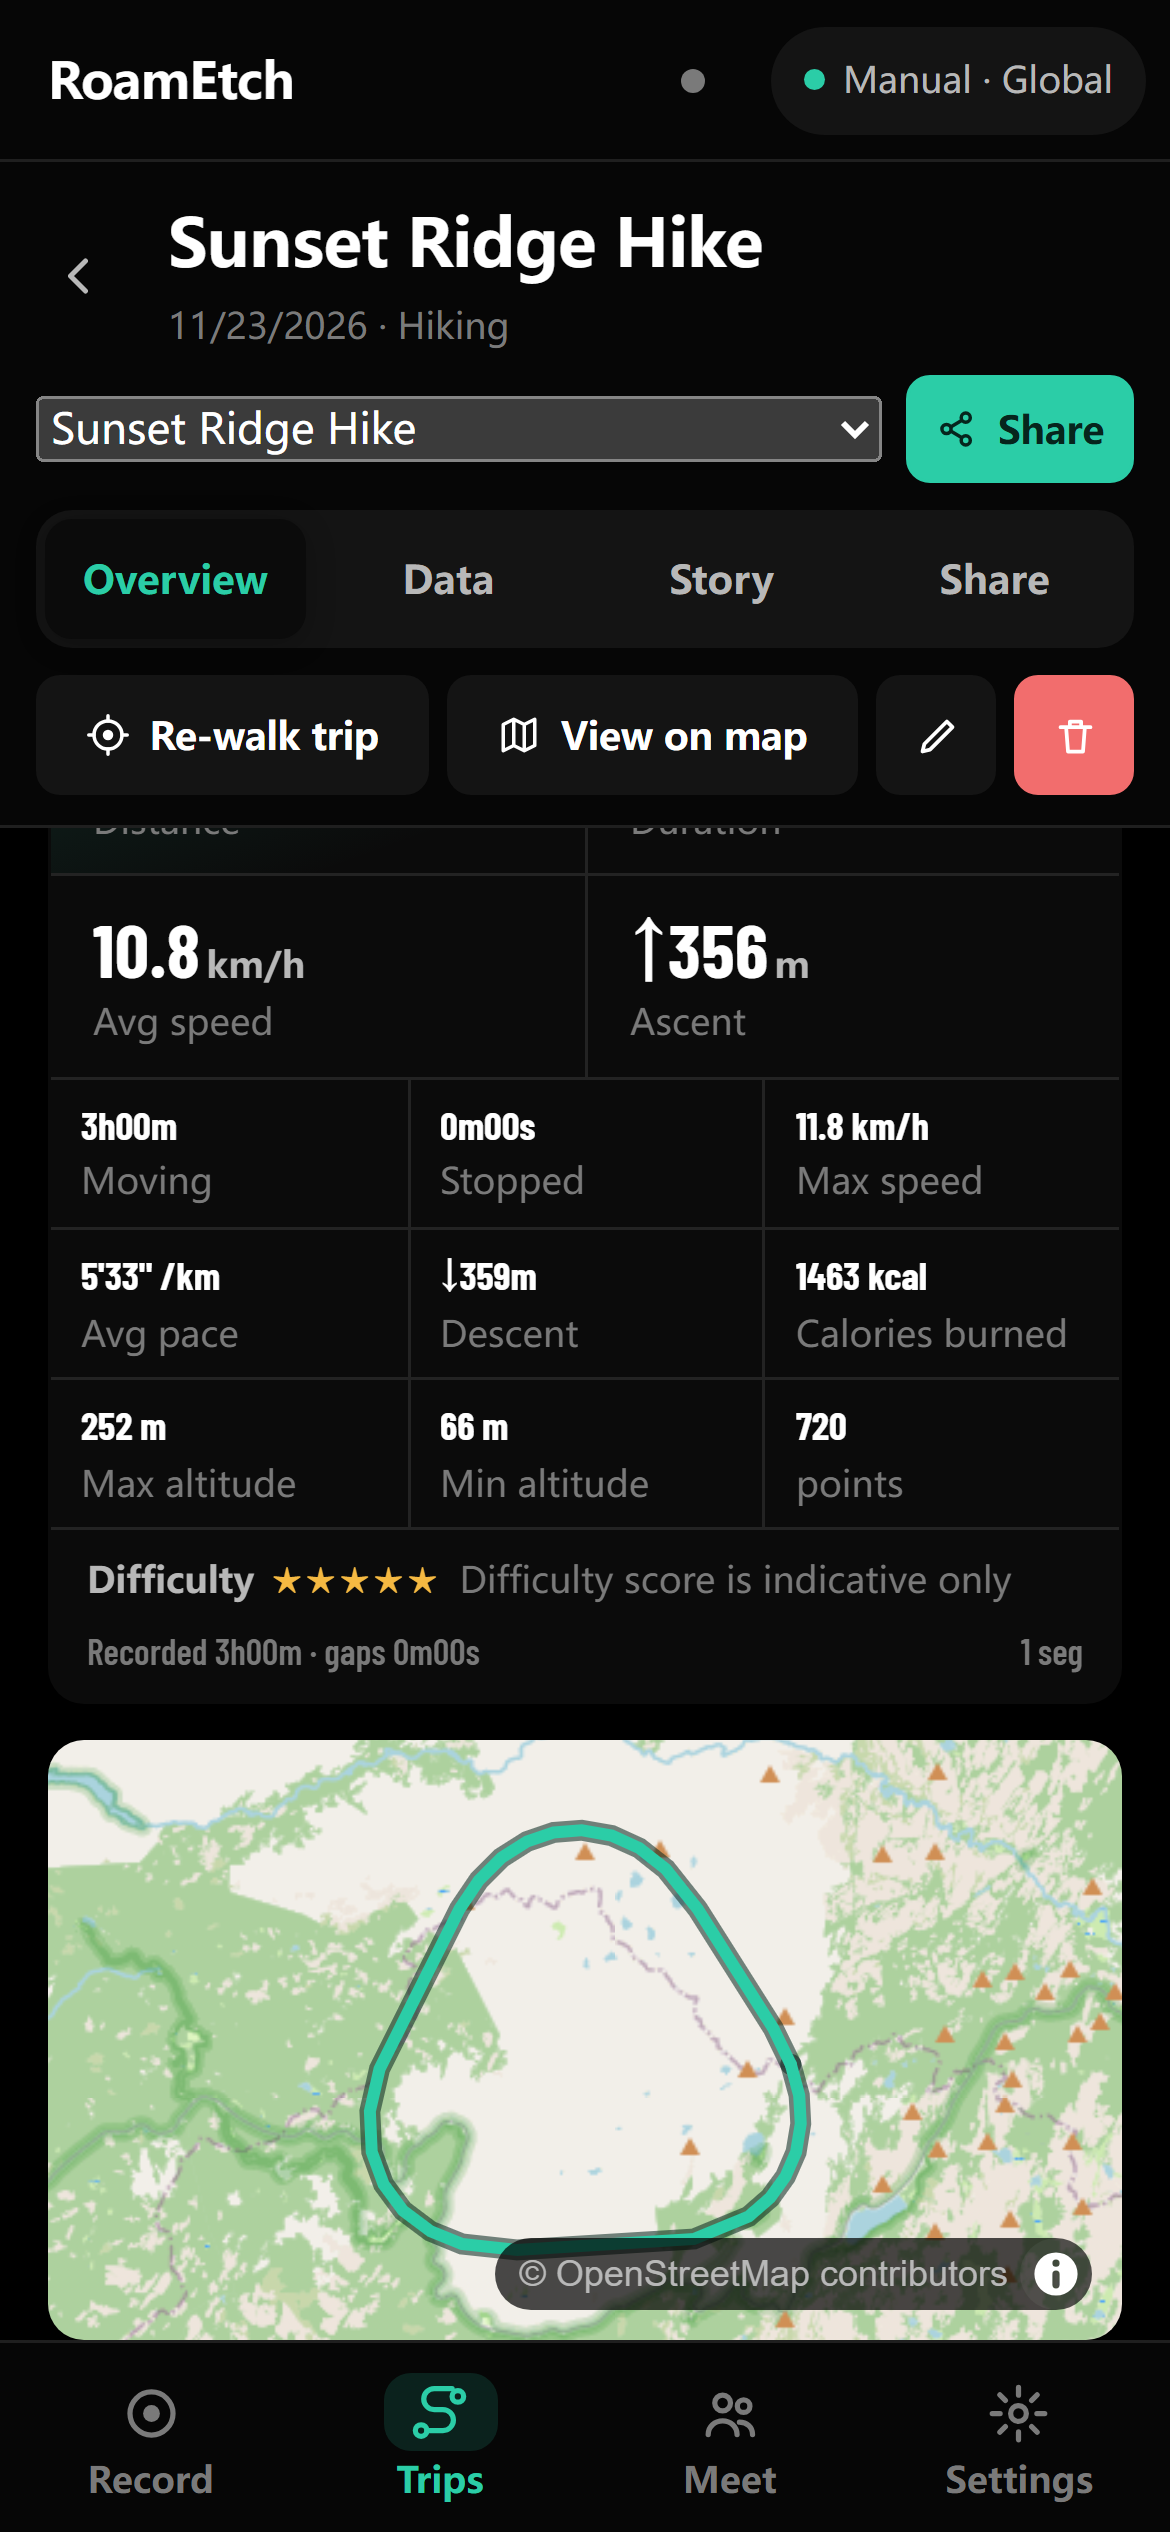 RoamEtch
Manual · Global
Sunset Ridge Hike
11/23/2026 · Hiking
Sunset Ridge Hike
Share
Overview Data Story Share
Re-walk trip View on map
Distance Duration
10.8 km/h ↑356 m
Avg speed Ascent
3h00m 0m00s 11.8 km/h
Moving Stopped Max speed
5'33" /km ↓359m 1463 kcal
Avg pace Descent Calories burned
252 m 66 m 720
Max altitude Min altitude points
Difficulty ★★★★★ Difficulty score is indicative only
Recorded 3h00m · gaps 0m00s 1 seg
© OpenStreetMap contributors
Record Trips Meet Settings